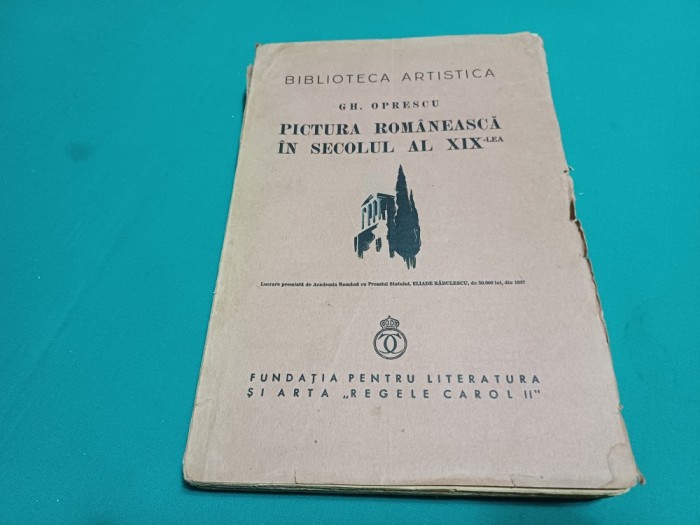 BIBLIOTECA ARTISTICA
GH. OPRESCU
PICTURA ROMÂNEASCĂ
ÎN SECOLUL AL XIX-LEA
Lucrare premiată de Academia Română cu Premiul Statului, ELIADE RĂDULESCU, de 30.000 lei, din 1937
FUNDAȚIA PENTRU LITERATURA
ȘI ARTA „REGELE CAROL II"